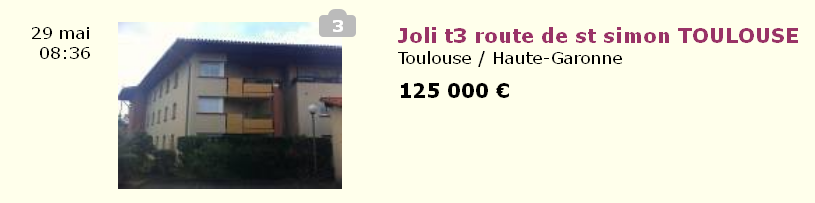 29 mai
08:36
3
Joli t3 route de st simon TOULOUSE
Toulouse / Haute-Garonne
125 000 €